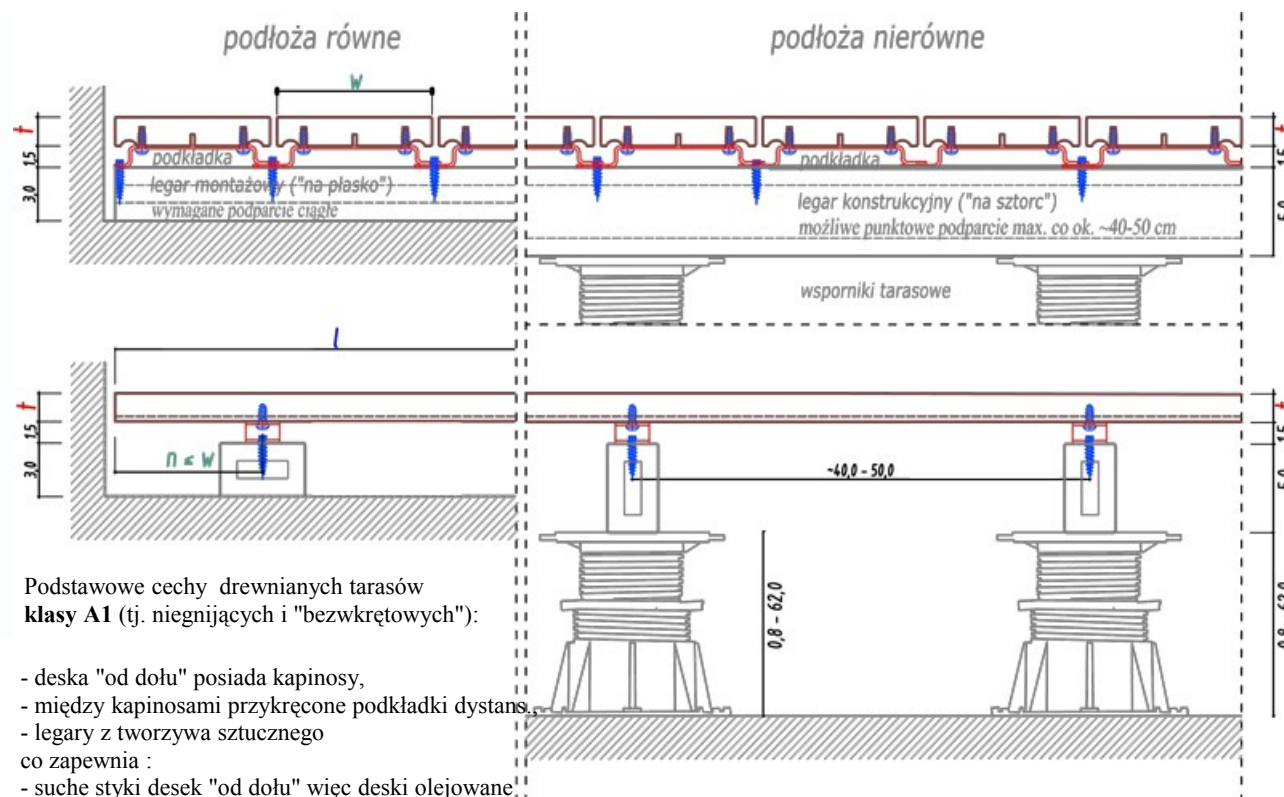 podłoża równe
podłoża nierówne
w
t
1,5
3,0
podkładka
legar montażowy ("na płasko")
wymagane podparcie ciągłe
podkładka
legar konstrukcyjny ("na sztorc")
możliwe punktowe podparcie max. co ok. ~40-50 cm
wsporniki tarasowe
t
1,5
5,0
l
t
1,5
3,0
n ≤ w
~40,0 - 50,0
0,8 - 62,0
t
1,5
5,0
0,8 - 62,0
Podstawowe cechy drewnianych tarasów
klasy A1 (tj. niegnijących i "bezwkrętowych"):
- deska "od dołu" posiada kapinosy,
- między kapinosami przykręcone podkładki dystans.,
- legary z tworzywa sztucznego
co zapewnia :
- suche styki desek "od dołu" więc deski olejowane